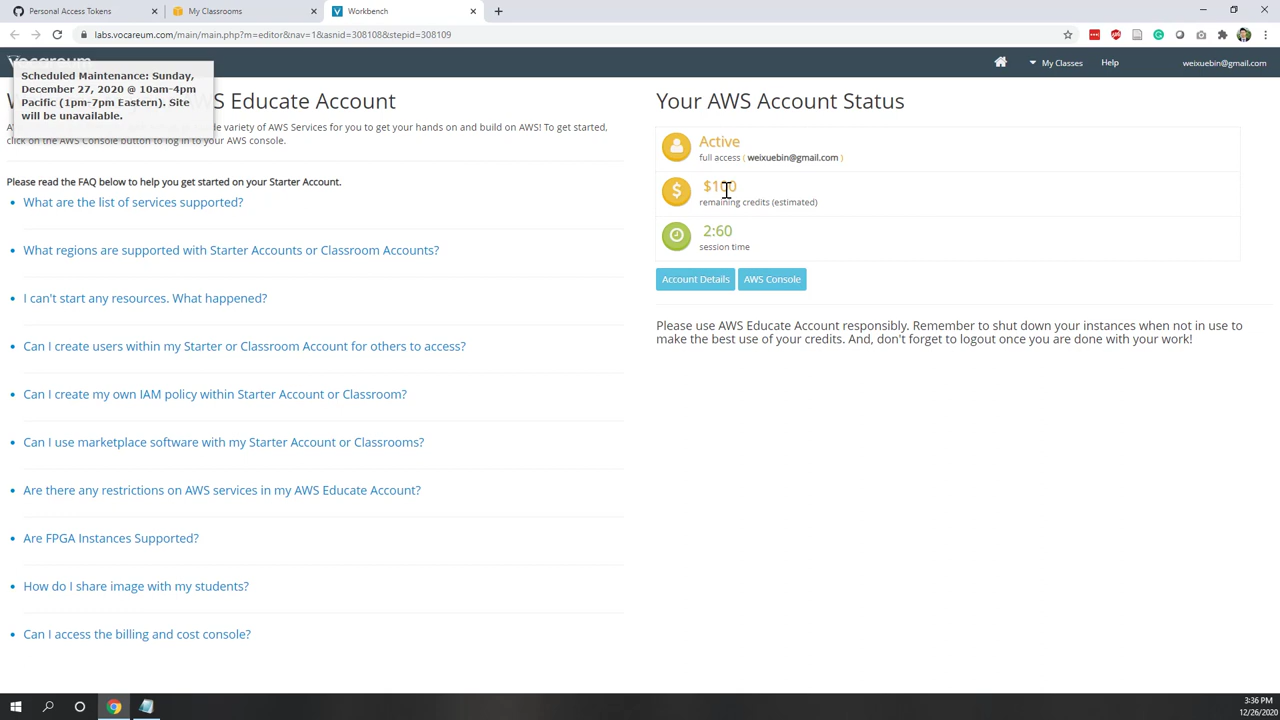 Personal Access Tokens
My Classrooms
Workbench
labs.vocareum.com/main/main.php?m=editor&nav=1&asnid=308108&stepid=308109
My Classes
Help
weixuebin@gmail.com
Scheduled Maintenance: Sunday,
December 27, 2020 @ 10am-4pm
Pacific (1pm-7pm Eastern). Site
will be unavailable.
S Educate Account
variety of AWS Services for you to get your hands on and build on AWS! To get started,
click on the AWS Console button to log in to your AWS console.
Please read the FAQ below to help you get started on your Starter Account.
What are the list of services supported?
What regions are supported with Starter Accounts or Classroom Accounts?
I can't start any resources. What happened?
Can I create users within my Starter or Classroom Account for others to access?
Can I create my own IAM policy within Starter Account or Classroom?
Can I use marketplace software with my Starter Account or Classrooms?
Are there any restrictions on AWS services in my AWS Educate Account?
Are FPGA Instances Supported?
How do I share image with my students?
Can I access the billing and cost console?
Your AWS Account Status
Active
full access ( weixuebin@gmail.com )
$100
remaining credits (estimated)
2:60
session time
Account Details
AWS Console
Please use AWS Educate Account responsibly. Remember to shut down your instances when not in use to
make the best use of your credits. And, don't forget to logout once you are done with your work!
3:36 PM
12/26/2020